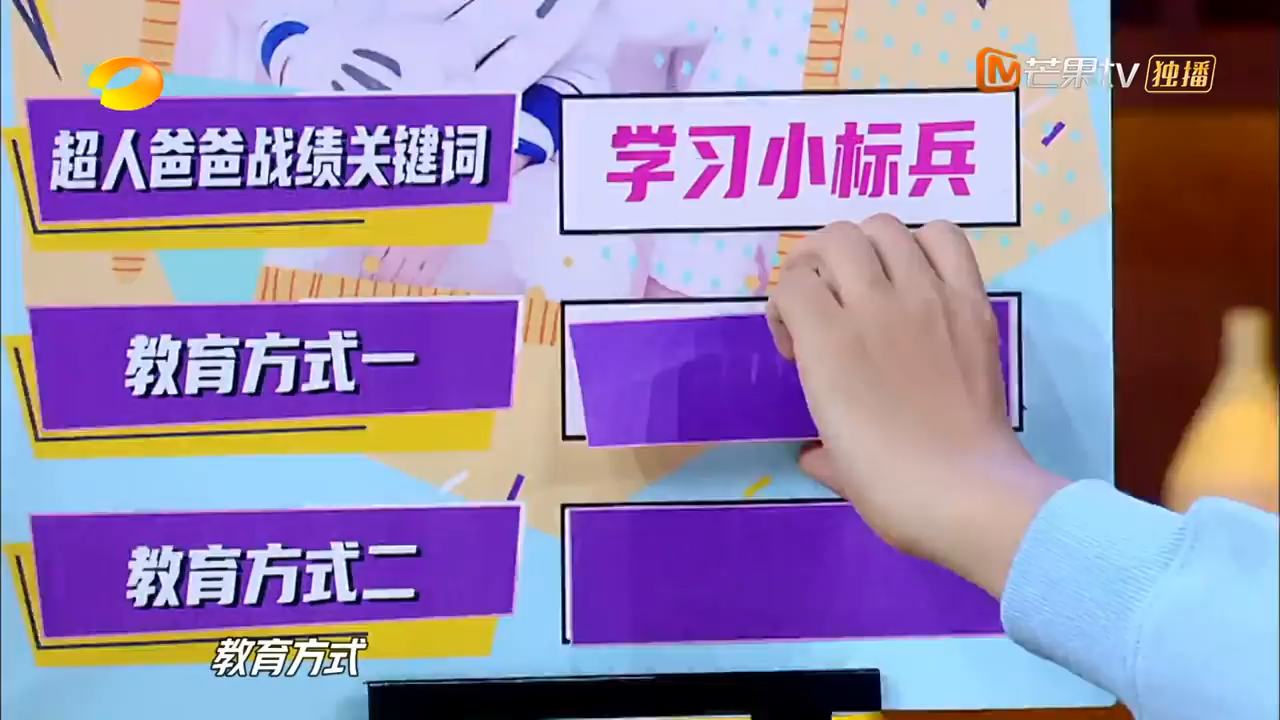 芒果tv 独播
超人爸爸战绩关键词
学习小标兵
教育方式一
教育方式二
教育方式